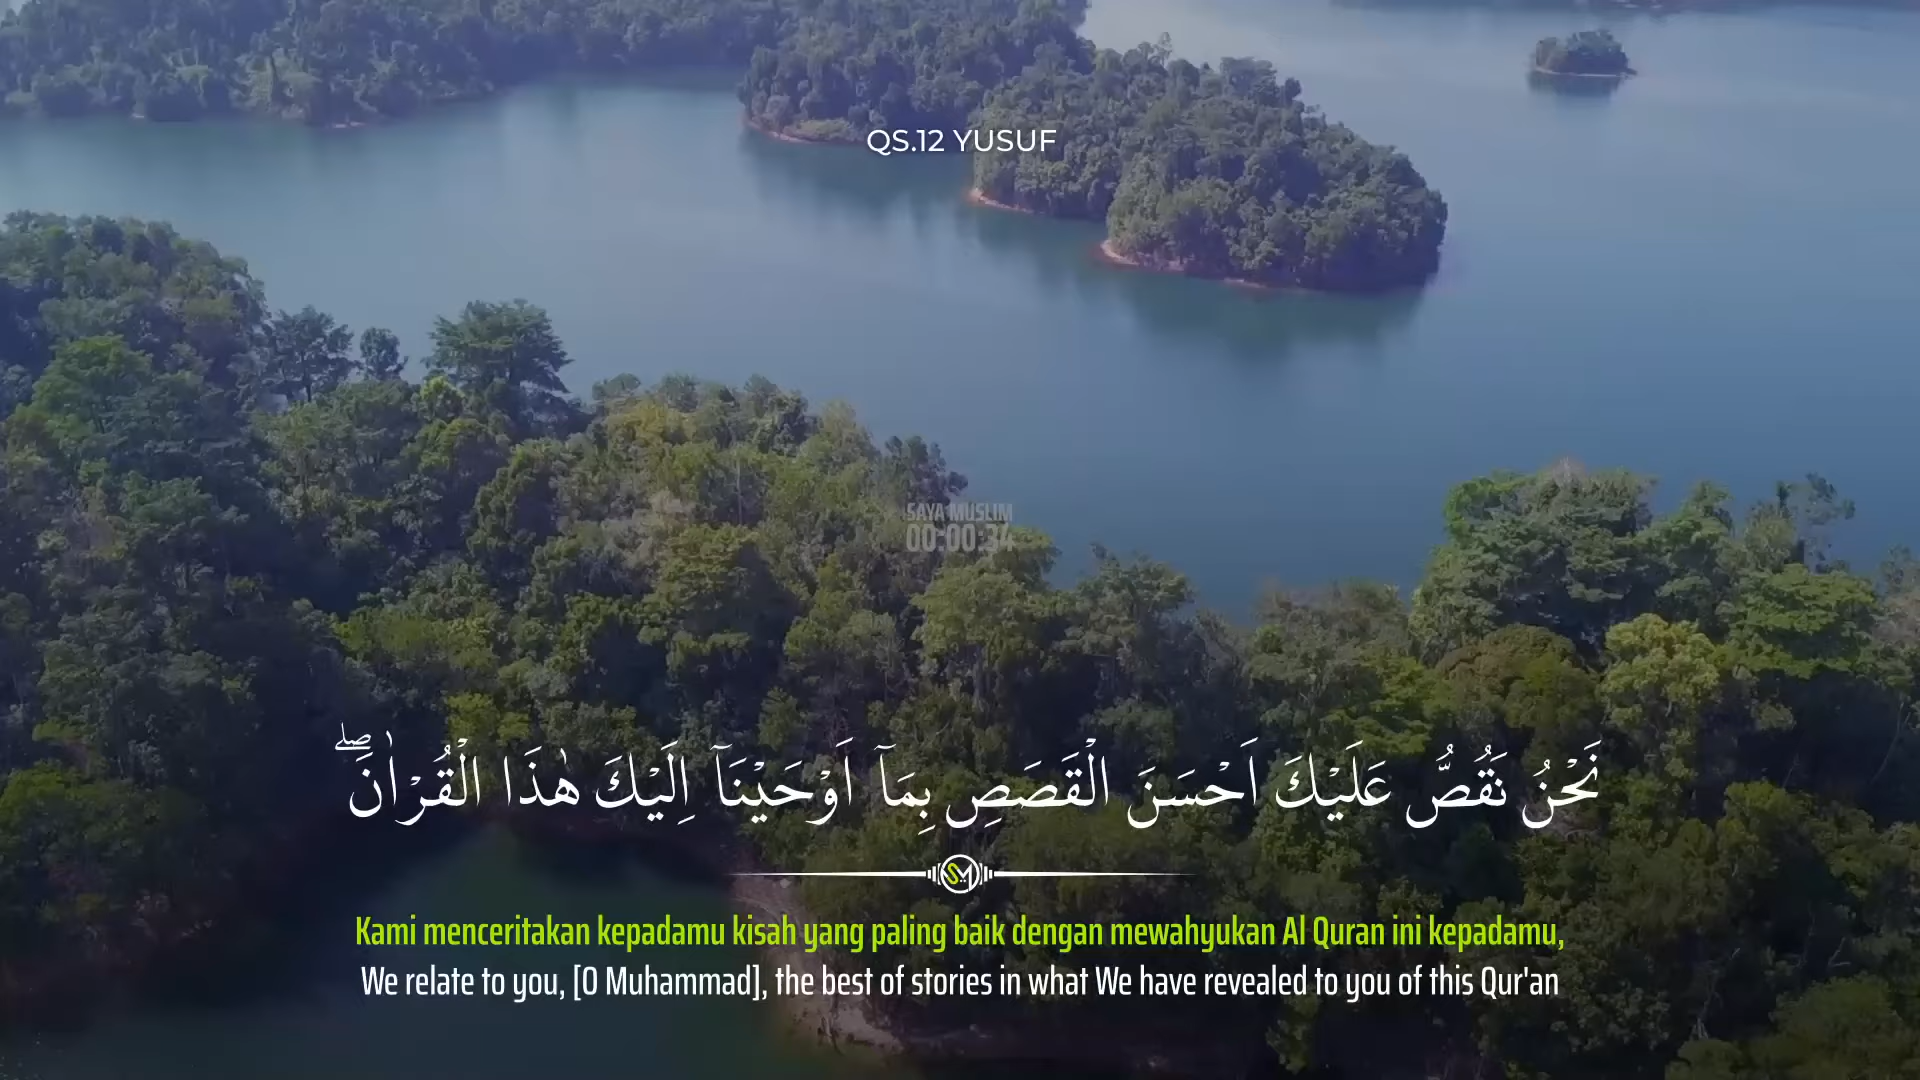 QS.12 YUSUF
SAYA MUSLIM
00:00:34
نَحْنُ نَقُصُّ عَلَيْكَ اَحْسَنَ الْقَصَصِ بِمَآ اَوْحَيْنَآ اِلَيْكَ هٰذَا الْقُرْاٰنَۖ
SM
Kami menceritakan kepadamu kisah yang paling baik dengan mewahyukan Al Quran ini kepadamu,
We relate to you, [O Muhammad], the best of stories in what We have revealed to you of this Qur'an